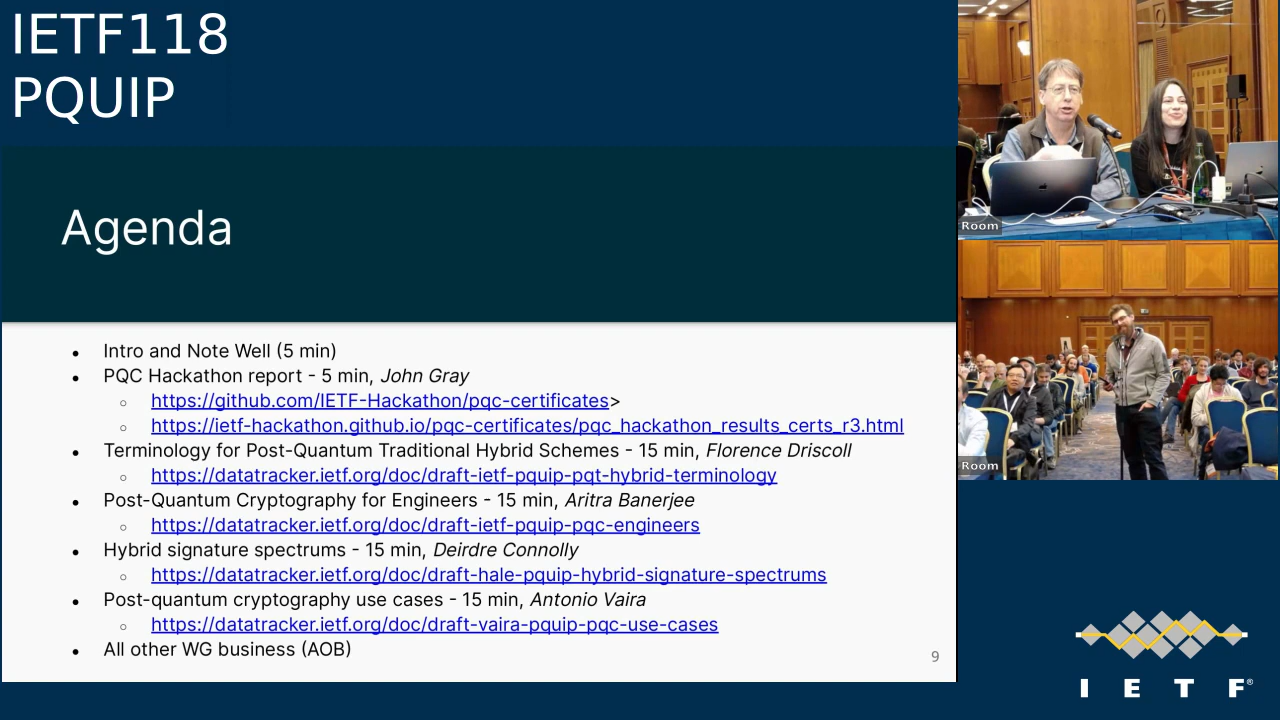 IETF118
PQUIP
Agenda
Intro and Note Well (5 min)
PQC Hackathon report - 5 min, John Gray
https://github.com/IETF-Hackathon/pqc-certificates>
https://ietf-hackathon.github.io/pqc-certificates/pqc_hackathon_results_certs_r3.html
Terminology for Post-Quantum Traditional Hybrid Schemes - 15 min, Florence Driscoll
https://datatracker.ietf.org/doc/draft-ietf-pquip-pqt-hybrid-terminology
Post-Quantum Cryptography for Engineers - 15 min, Aritra Banerjee
https://datatracker.ietf.org/doc/draft-ietf-pquip-pqc-engineers
Hybrid signature spectrums - 15 min, Deirdre Connolly
https://datatracker.ietf.org/doc/draft-hale-pquip-hybrid-signature-spectrums
Post-quantum cryptography use cases - 15 min, Antonio Vaira
https://datatracker.ietf.org/doc/draft-vaira-pquip-pqc-use-cases
All other WG business (AOB)
9
Room
Room
I E T F®